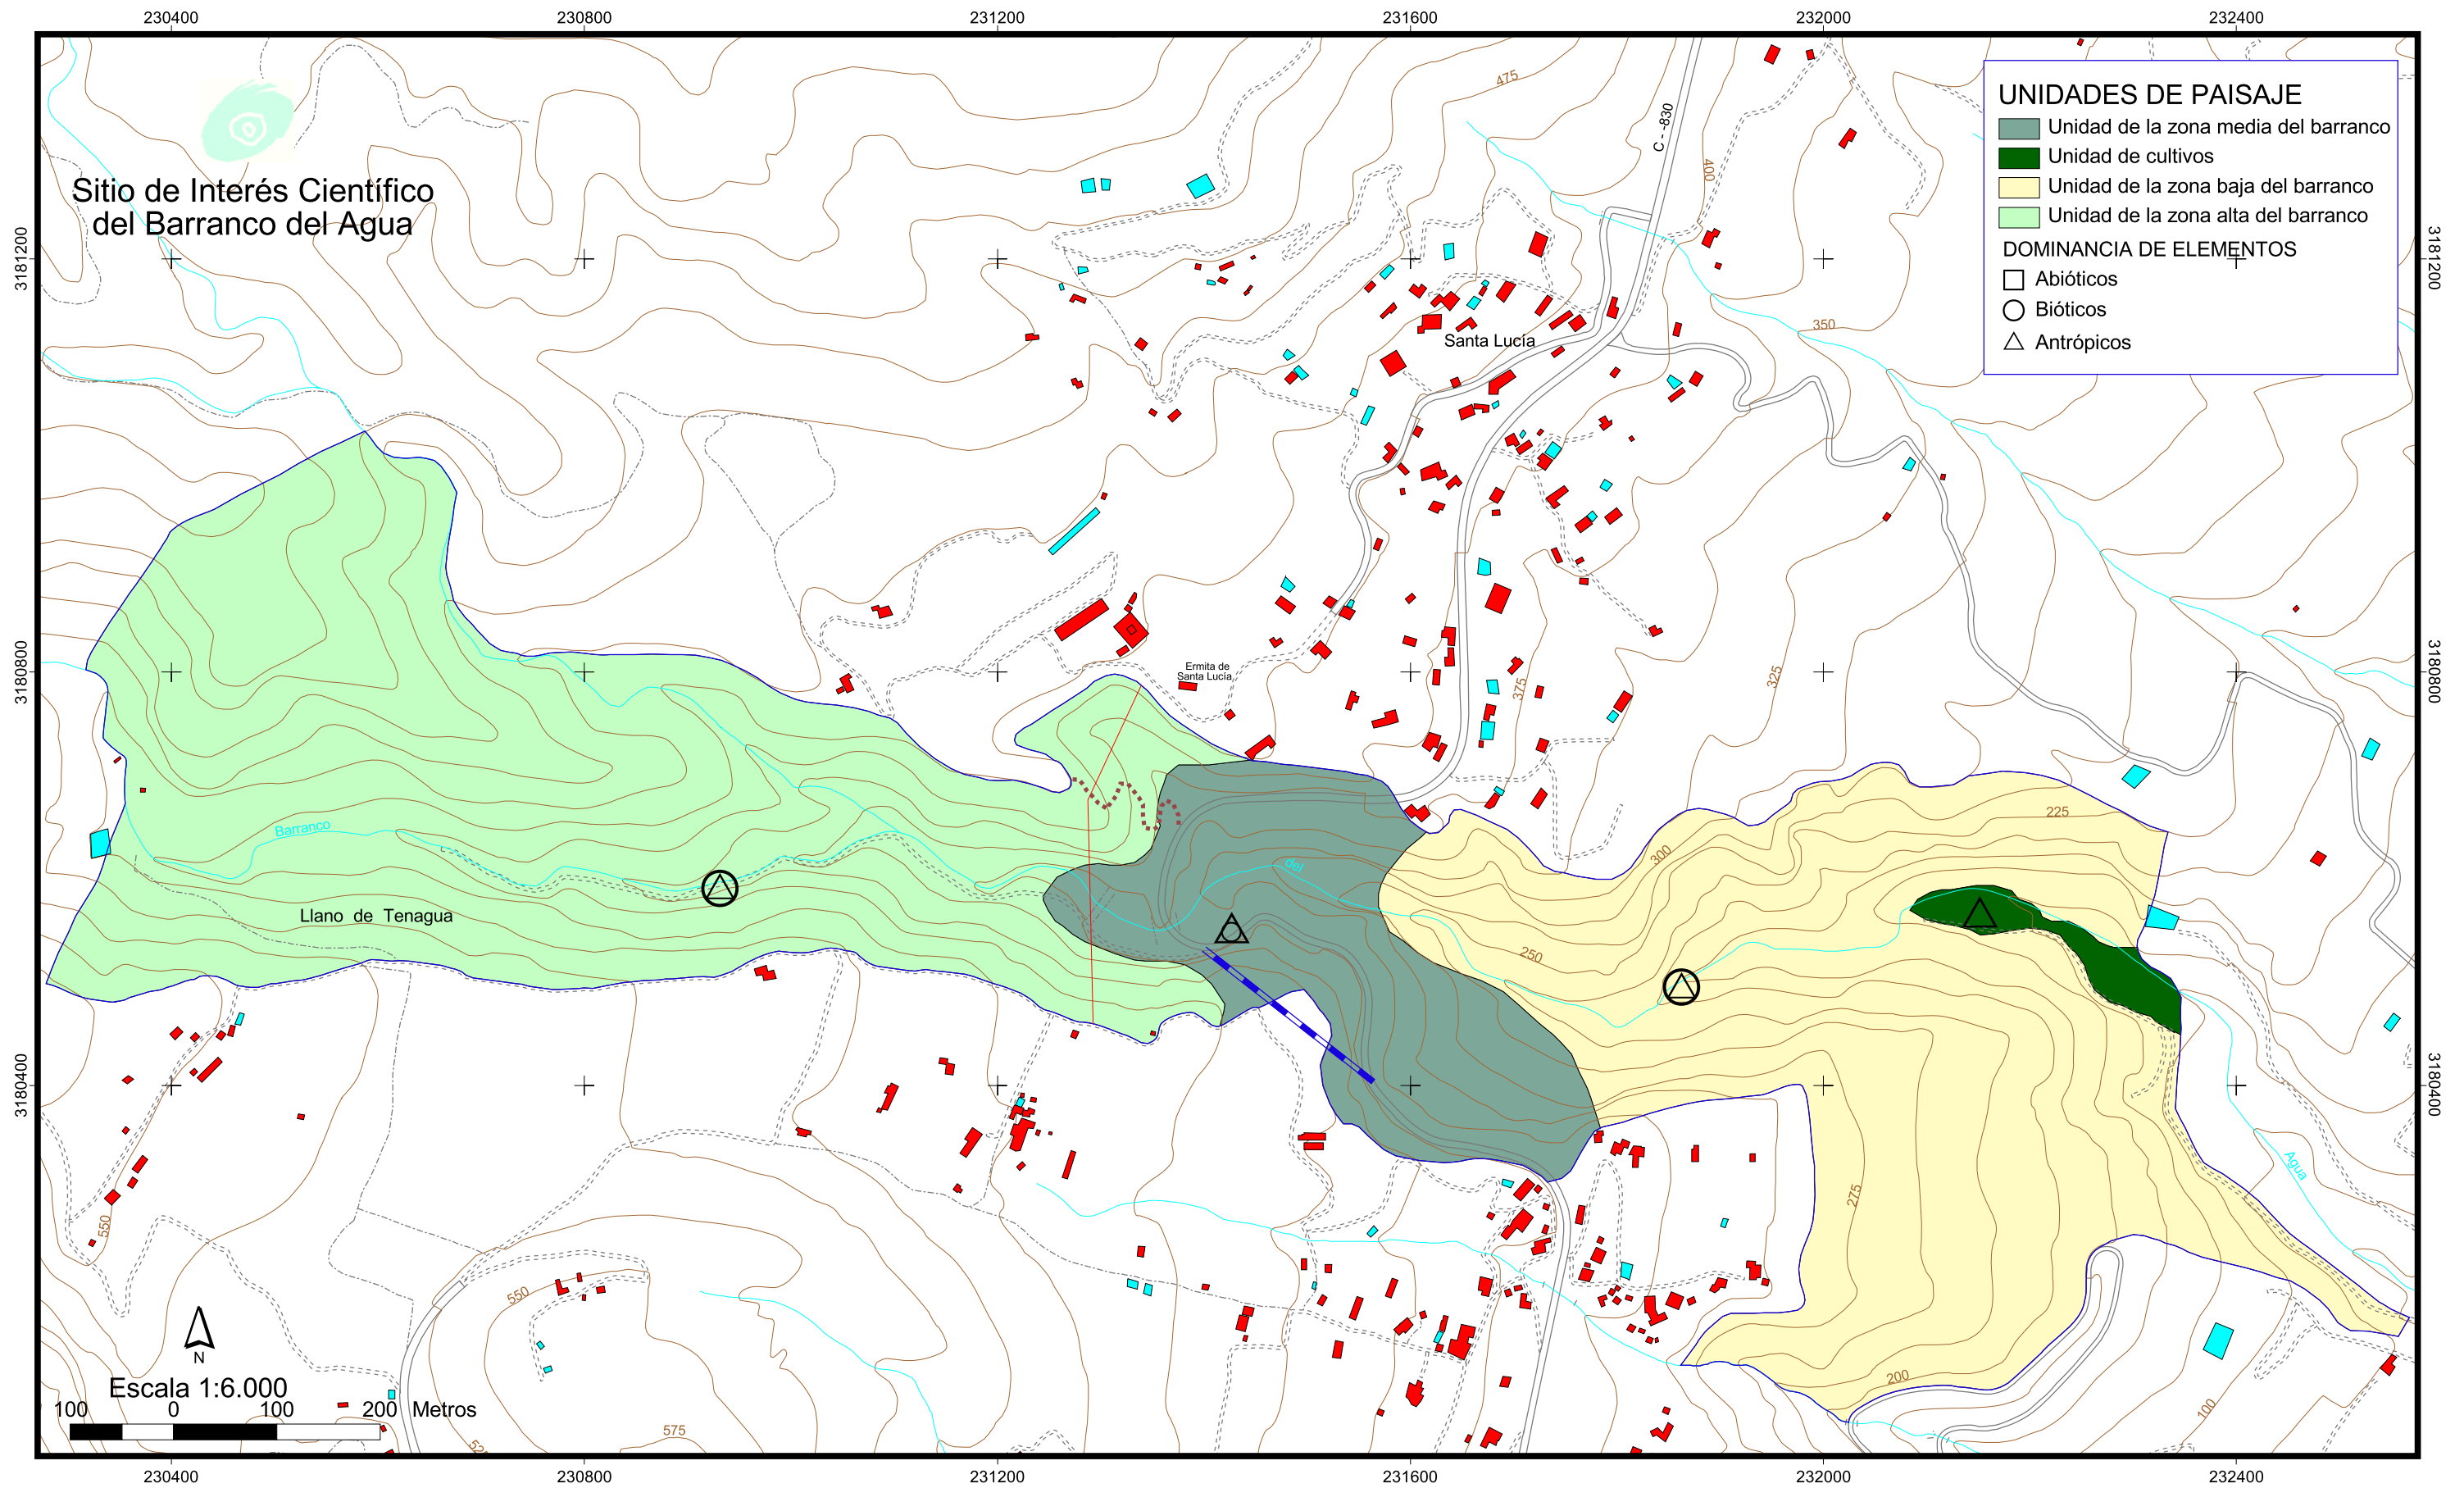 230400 230800 231200 231600 232000 232400
475
C - -830
UNIDADES DE PAISAJE
Unidad de la zona media del barranco
Unidad de cultivos
Unidad de la zona baja del barranco
Unidad de la zona alta del barranco
DOMINANCIA DE ELEMENTOS
Abióticos
Bióticos
Antrópicos
Sitio de Interés Científico
del Barranco del Agua
400
3181200 3181200
350
Santa Lucía
3180800 3180800
Ermita de
Santa Lucía
325
375
225
Barranco
300
del
Llano de Tenagua
250
3180400 3180400
Agua
275
550
550
N
200
Escala 1:6.000
100 0 100 200 Metros
575
100
230400 230800 231200 231600 232000 232400